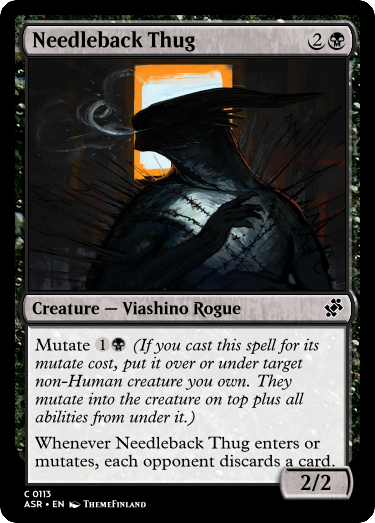 Needleback Thug 2
Creature — Viashino Rogue
Mutate 1 (If you cast this spell for its
mutate cost, put it over or under target
non-Human creature you own. They
mutate into the creature on top plus all
abilities from under it.)
Whenever Needleback Thug enters or
mutates, each opponent discards a card.
2/2
C 0113
ASR • EN ThemeFinland